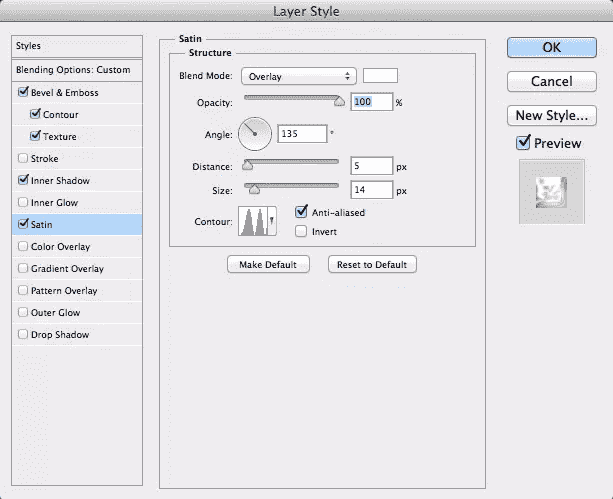 Layer Style
Styles
Blending Options: Custom
Bevel & Emboss
Contour
Texture
Stroke
Inner Shadow
Inner Glow
Satin
Color Overlay
Gradient Overlay
Pattern Overlay
Outer Glow
Drop Shadow
Satin
Structure
Blend Mode: Overlay
Opacity: 100 %
Angle: 135 °
Distance: 5 px
Size: 14 px
Contour: Anti-aliased
Invert
Make Default Reset to Default
OK
Cancel
New Style...
Preview